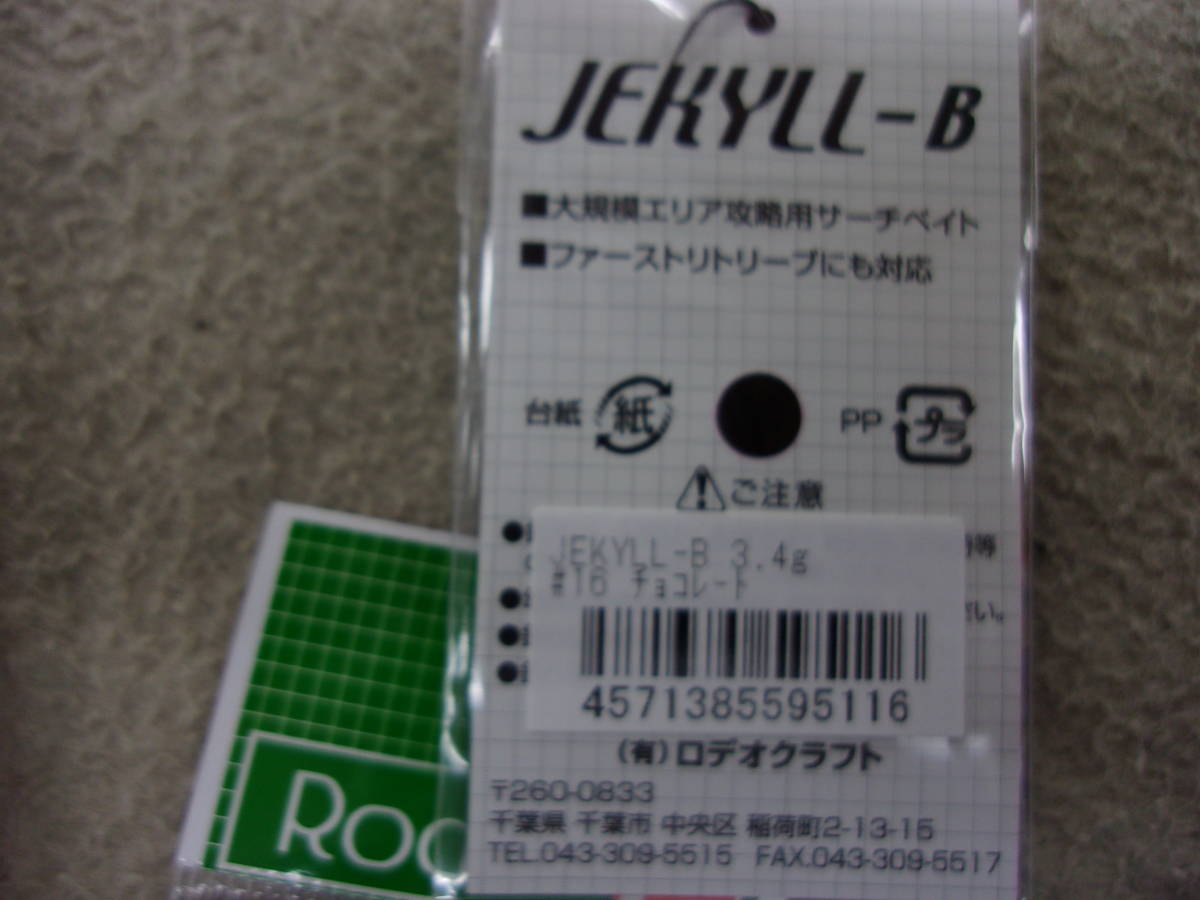 JEKYLL-B
■大規模エリア攻略用サーチベイト
■ファーストリトリーブにも対応
台紙 紙 PP プラ
ご注意
等
JEKYLL-B 3.4g
#16 チョコレート
さい。
4571385595116
(有)ロデオクラフト
〒260-0833
千葉県 千葉市 中央区 稲荷町2-13-15
TEL.043-309-5515 FAX.043-309-5517
Ro